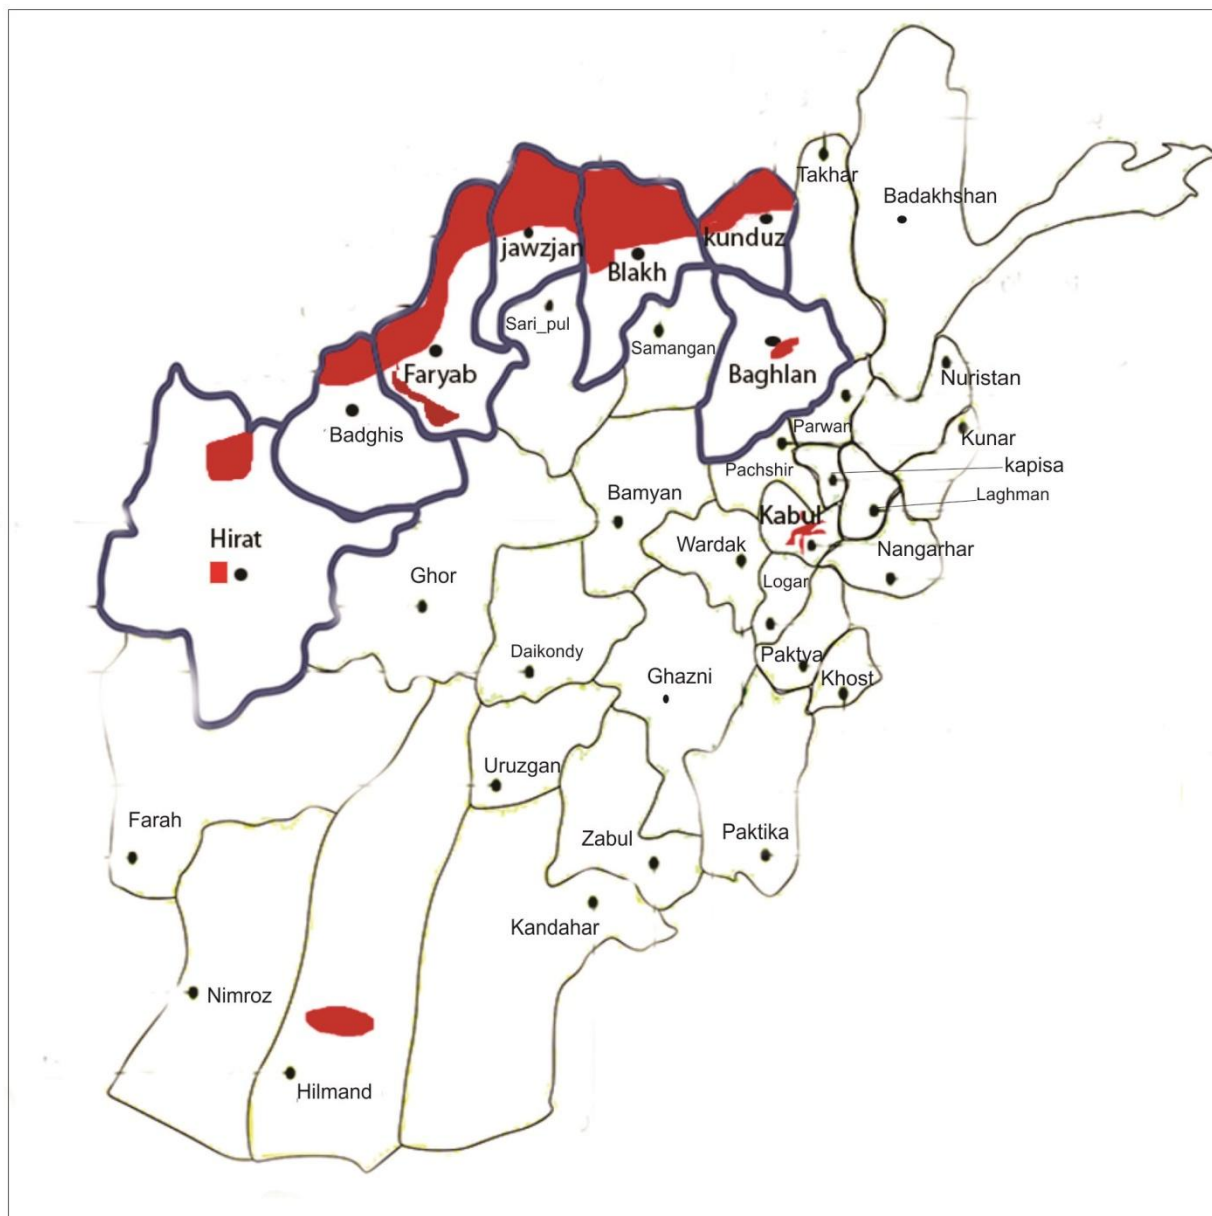 Takhar
Badakhshan
jawzjan
kunduz
Blakh
Sari_pul
Samangan
Faryab
Baghlan
Nuristan
Badghis
Parwan
Kunar
Pachshir
kapisa
Laghman
Bamyan
Kabul
Hirat
Wardak
Nangarhar
Ghor
Logar
Daikondy
Paktya
Ghazni
Khost
Uruzgan
Farah
Zabul
Paktika
Kandahar
Nimroz
Hilmand